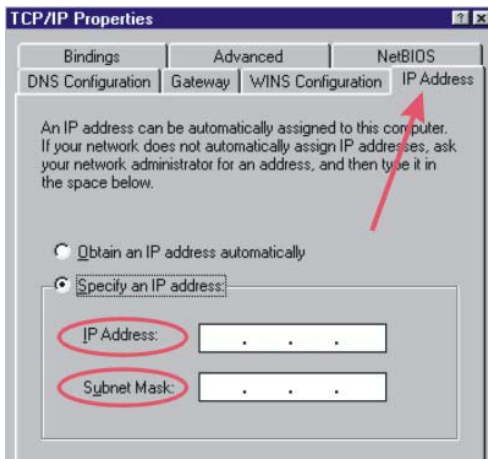 TCP/IP Properties
Bindings Advanced NetBIOS
DNS Configuration Gateway WINS Configuration IP Address
An IP address can be automatically assigned to this computer.
If your network does not automatically assign IP addresses, ask
your network administrator for an address, and then type it in
the space below.
Obtain an IP address automatically
Specify an IP address:
IP Address: . . .
Subnet Mask: . . .